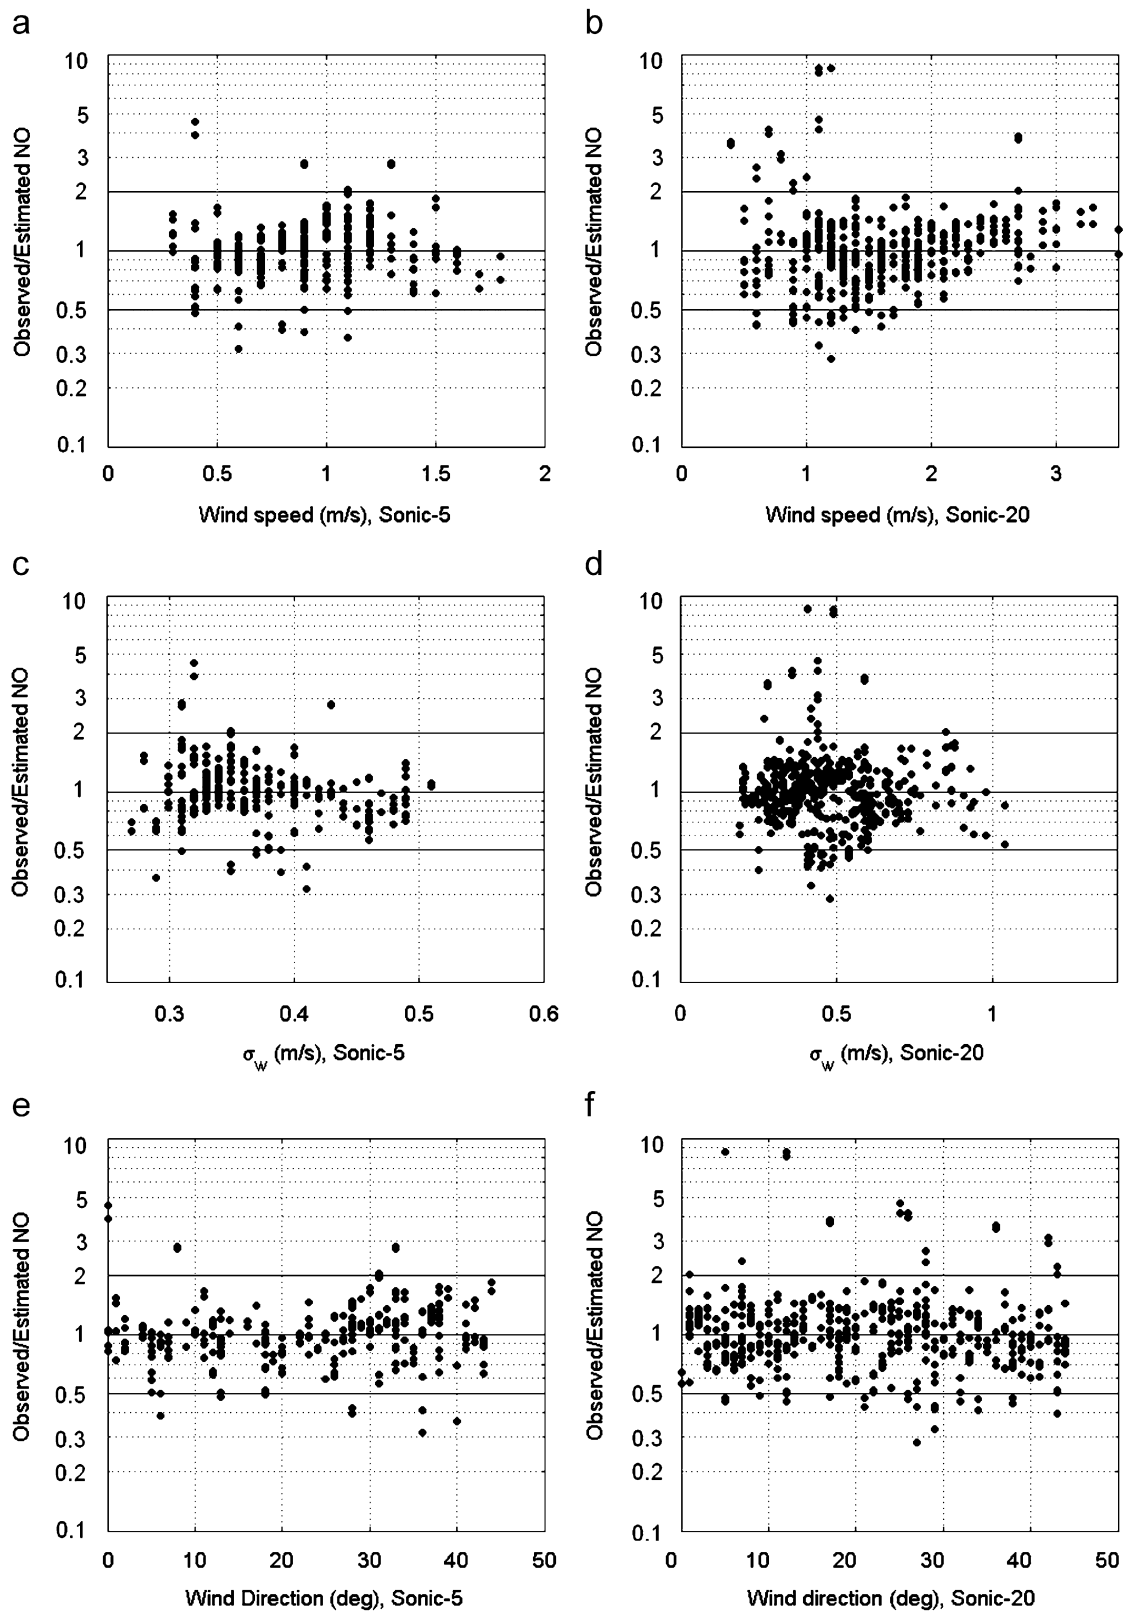 a
10
5
3
2
1
0.5
0.3
0.2
0.1
Observed/Estimated NO
0 0.5 1 1.5 2
Wind speed (m/s), Sonic-5
b
10
5
3
2
1
0.5
0.3
0.2
0.1
Observed/Estimated NO
0 1 2 3
Wind speed (m/s), Sonic-20
c
10
5
3
2
1
0.5
0.3
0.2
0.1
Observed/Estimated NO
0.3 0.4 0.5 0.6
σw (m/s), Sonic-5
d
10
5
3
2
1
0.5
0.3
0.2
0.1
Observed/Estimated NO
0 0.5 1
σw (m/s), Sonic-20
e
10
5
3
2
1
0.5
0.3
0.2
0.1
Observed/Estimated NO
0 10 20 30 40 50
Wind Direction (deg), Sonic-5
f
10
5
3
2
1
0.5
0.3
0.2
0.1
Observed/Estimated NO
0 10 20 30 40 50
Wind direction (deg), Sonic-20